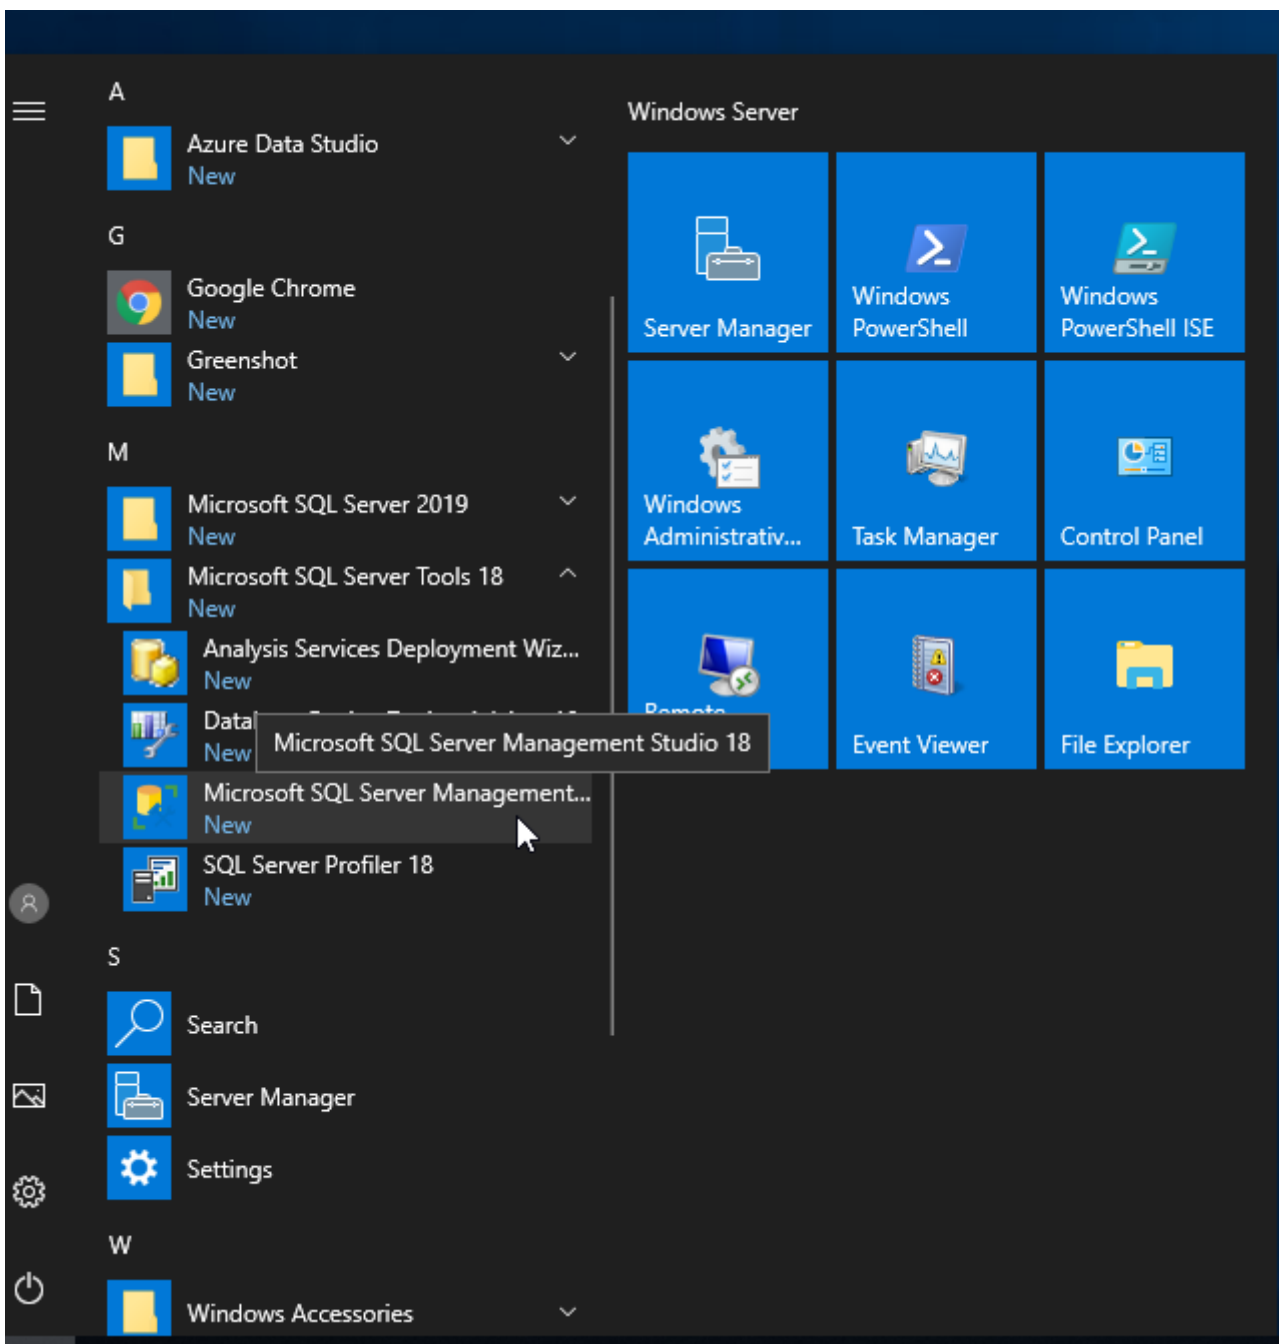 A
Azure Data Studio
New
G
Google Chrome
New
Greenshot
New
M
Microsoft SQL Server 2019
New
Microsoft SQL Server Tools 18
New
Analysis Services Deployment Wiz...
New
Data
New
Microsoft SQL Server Management Studio 18
Microsoft SQL Server Management...
New
SQL Server Profiler 18
New
S
Search
Server Manager
Settings
W
Windows Accessories
Windows Server
Server Manager
Windows
PowerShell
Windows
PowerShell ISE
Windows
Administrativ...
Task Manager
Control Panel
Remote
Event Viewer
File Explorer